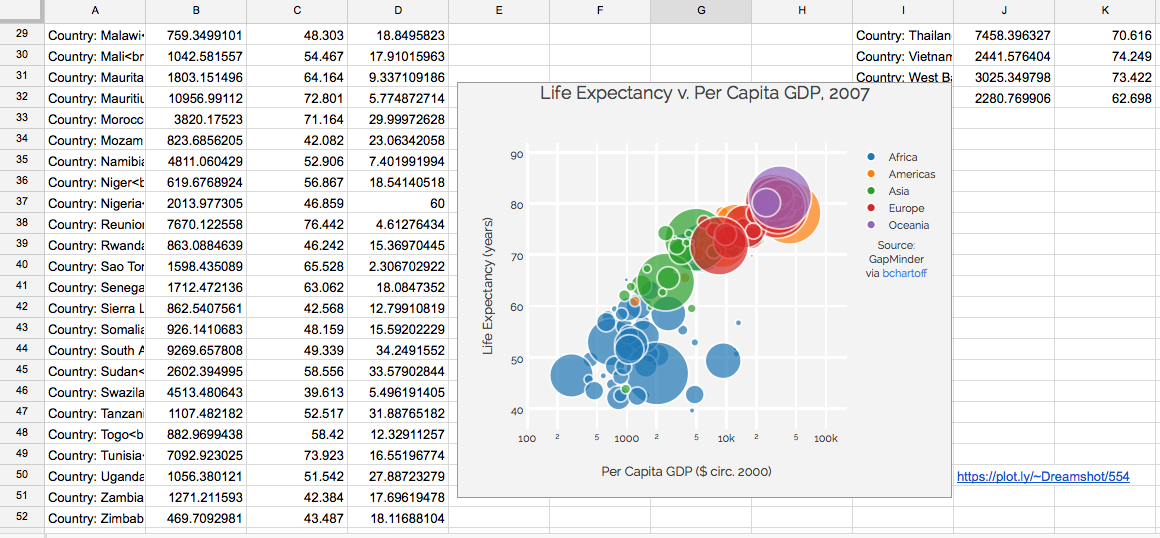 A B C D E F G H I J K
29 Country: Malawi< 759.3499101 48.303 18.8495823 Country: Thailan 7458.396327 70.616
30 Country: Mali<br 1042.581557 54.467 17.91015963 Country: Vietnam 2441.576404 74.249
31 Country: Maurita 1803.151496 64.164 9.337109186 Country: West Ba 3025.349798 73.422
32 Country: Mauritiu 10956.99112 72.801 5.774872714 2280.769906 62.698
33 Country: Morocc 3820.17523 71.164 29.99972628
34 Country: Mozam 823.6856205 42.082 23.06342058
35 Country: Namibia 4811.060429 52.906 7.401991994
36 Country: Niger<b 619.6768924 56.867 18.54140518
37 Country: Nigeria 2013.977305 46.859 60
38 Country: Reunior 7670.122558 76.442 4.61276434
39 Country: Rwanda 863.0884639 46.242 15.36970445
40 Country: Sao Tor 1598.435089 65.528 2.306702922
41 Country: Senega 1712.472136 63.062 18.0847352
42 Country: Sierra L 862.5407561 42.568 12.79910819
43 Country: Somalia 926.1410683 48.159 15.59202229
44 Country: South A 9269.657808 49.339 34.2491552
45 Country: Sudan< 2602.394995 58.556 33.57902844
46 Country: Swazila 4513.480643 39.613 5.496191405
47 Country: Tanzani 1107.482182 52.517 31.88765182
48 Country: Togo<b 882.9699438 58.42 12.32911257
49 Country: Tunisia 7092.923025 73.923 16.55196774
50 Country: Uganda 1056.380121 51.542 27.88723279
51 Country: Zambia 1271.211593 42.384 17.69619478
52 Country: Zimbab 469.7092981 43.487 18.11688104
Life Expectancy v. Per Capita GDP, 2007
Life Expectancy (years)
90
80
70
60
50
40
100 2 5 1000 2 5 10k 2 5 100k
Per Capita GDP ($ circ. 2000)
Africa
Americas
Asia
Europe
Oceania
Source:
GapMinder
via bchartoff
https://plot.ly/~Dreamshot/554